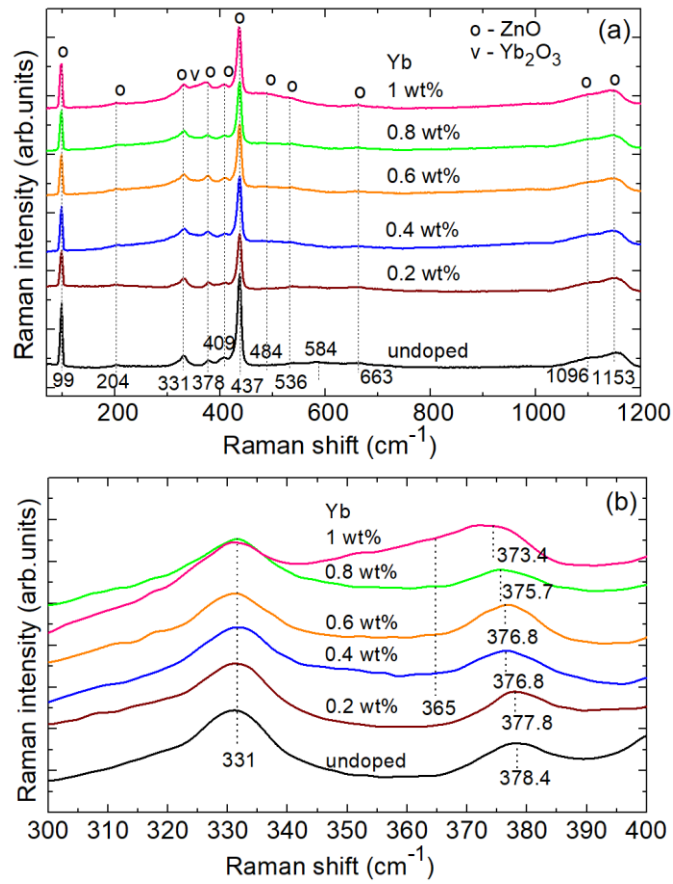 o o o v o o o o o o o o
o - ZnO
v - Yb₂O₃
(a)
Yb
1 wt%
0.8 wt%
0.6 wt%
0.4 wt%
0.2 wt%
undoped
99 204 331 378 409 437 484 536 584 663 1096 1153
200 400 600 800 1000 1200
Raman shift (cm⁻¹)
Raman intensity (arb.units)
(b)
Yb
1 wt%
0.8 wt%
0.6 wt%
0.4 wt%
0.2 wt%
undoped
373.4
375.7
376.8
376.8
377.8
378.4
365
331
300 310 320 330 340 350 360 370 380 390 400
Raman shift (cm⁻¹)
Raman intensity (arb.units)